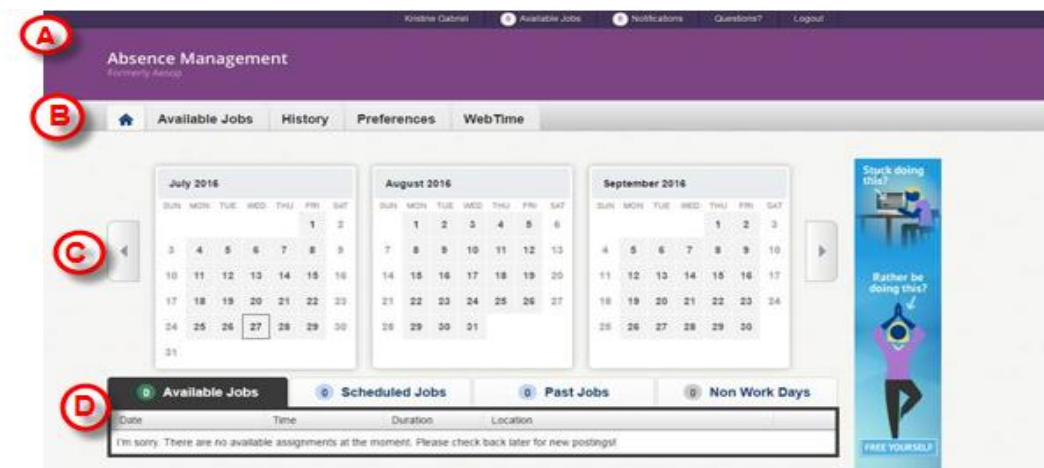 A
Kristine Gabriel 0 Available Jobs 0 Notifications Questions? Logout
Absence Management
Formerly Aesop
B
Available Jobs History Preferences WebTime
July 2016
SUN MON TUE WED THU FRI SAT
1 2
3 4 5 6 7 8 9
10 11 12 13 14 15 16
17 18 19 20 21 22 23
24 25 26 27 28 29 30
31
August 2016
SUN MON TUE WED THU FRI SAT
1 2 3 4 5 6
7 8 9 10 11 12 13
14 15 16 17 18 19 20
21 22 23 24 25 26 27
28 29 30 31
September 2016
SUN MON TUE WED THU FRI SAT
1 2 3
4 5 6 7 8 9 10
11 12 13 14 15 16 17
18 19 20 21 22 23 24
25 26 27 28 29 30
C
Stuck doing
this?
Rather be
doing this?
FREE YOURSELF
D
0 Available Jobs 0 Scheduled Jobs 0 Past Jobs 0 Non Work Days
Date Time Duration Location
I'm sorry. There are no available assignments at the moment. Please check back later for new postings!